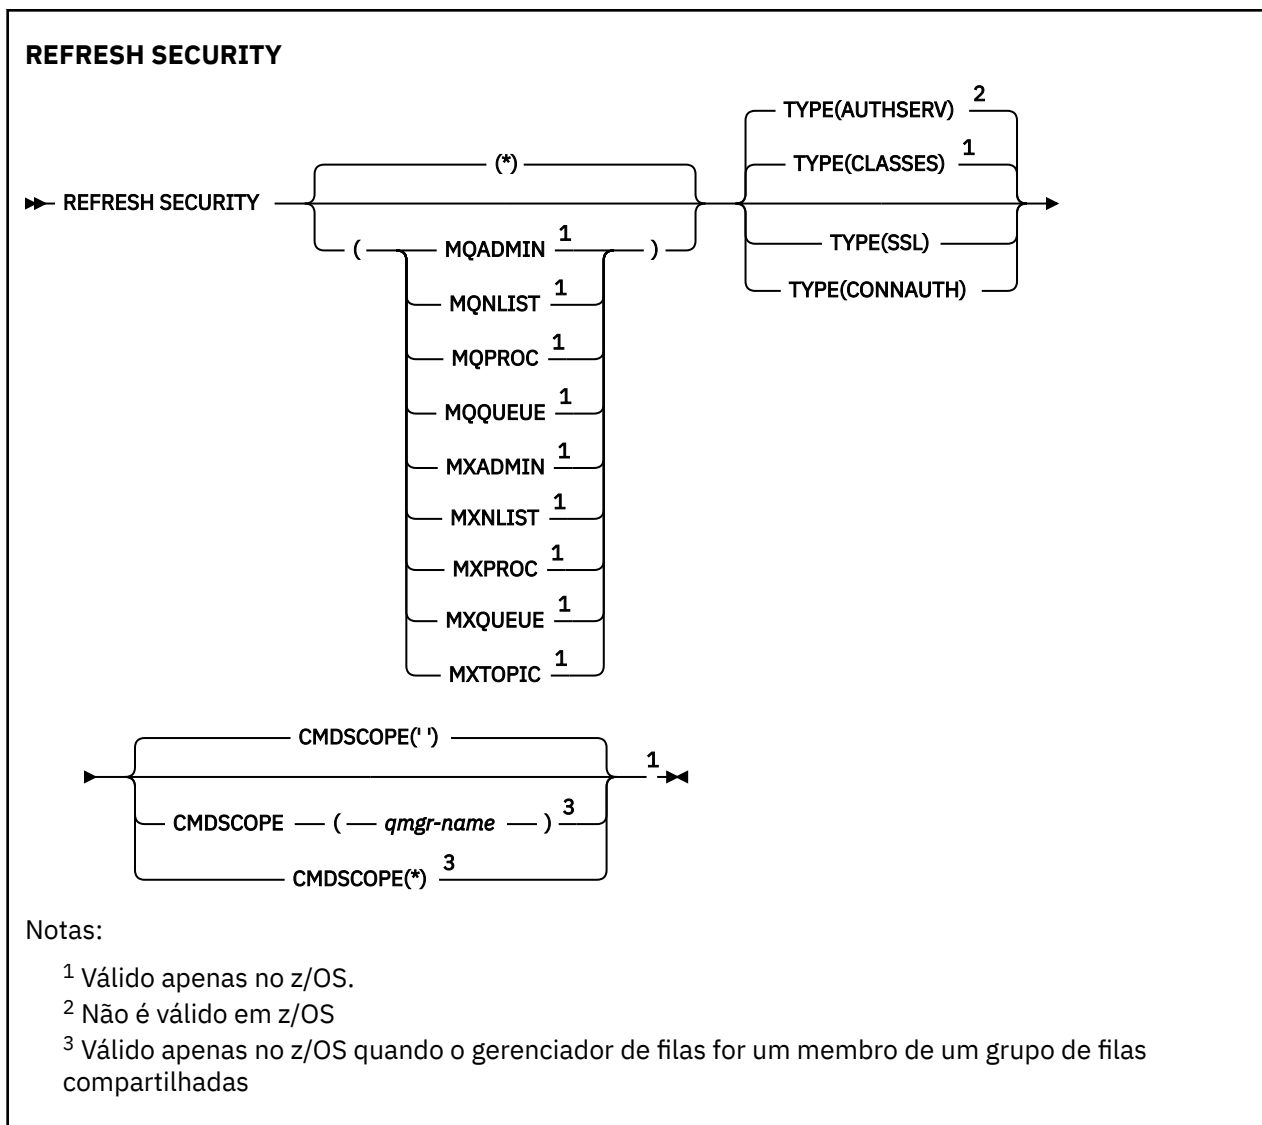 REFRESH SECURITY
TYPE(AUTHSERV) 2
(*)
TYPE(CLASSES) 1
REFRESH SECURITY
TYPE(SSL)
( MQADMIN 1 )
TYPE(CONNAUTH)
MQNLIST 1
MQPROC 1
MQQUEUE 1
MXADMIN 1
MXNLIST 1
MXPROC 1
MXQUEUE 1
MXTOPIC 1
CMDSCOPE(' ')
1
CMDSCOPE ( qmgr-name ) 3
CMDSCOPE(*) 3
Notas:
1 Válido apenas no z/OS.
2 Não é válido em z/OS
3 Válido apenas no z/OS quando o gerenciador de filas for um membro de um grupo de filas
compartilhadas